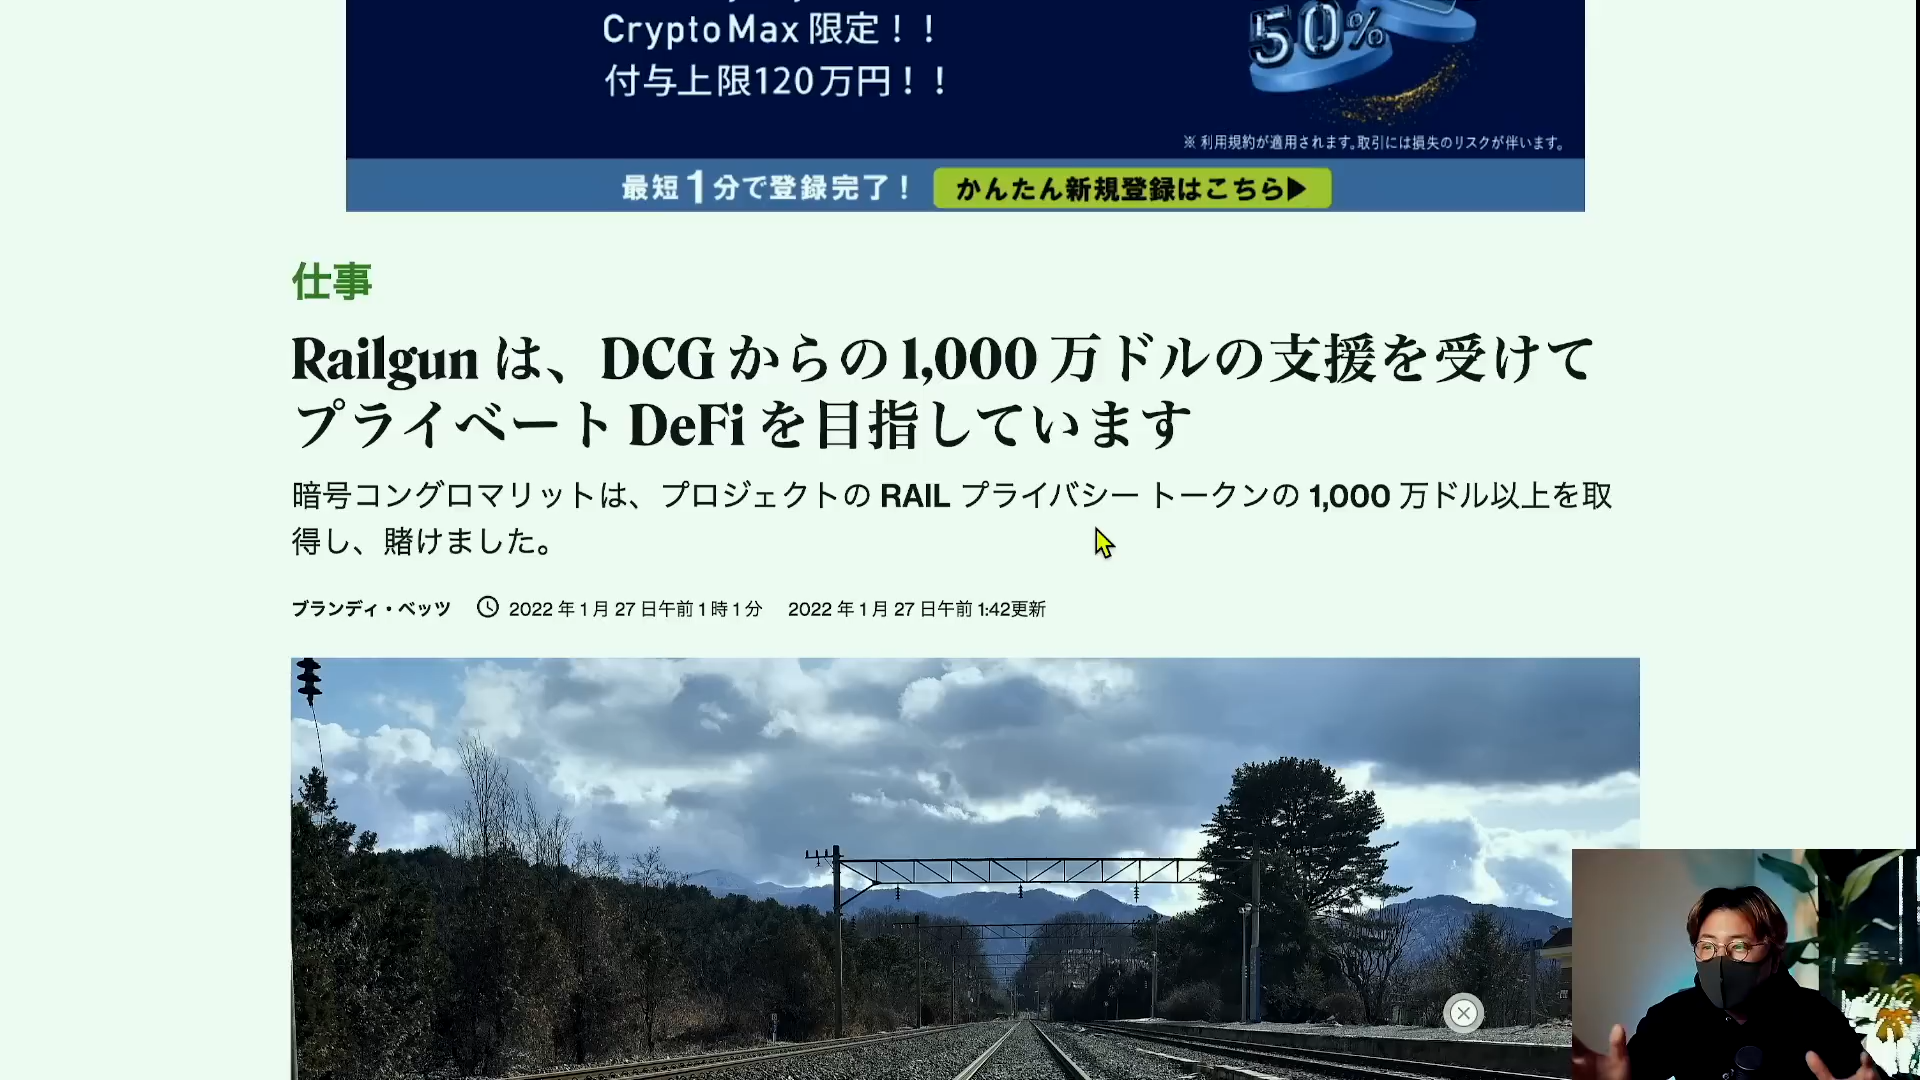 CryptoMax 限定！！
付与上限120万円！！
50%
※ 利用規約が適用されます。取引には損失のリスクが伴います。
最短1分で登録完了！
かんたん新規登録はこちら▶
仕事
Railgun は、DCG からの 1,000 万ドルの支援を受けて
プライベート DeFi を目指しています
暗号コングロマリットは、プロジェクトの RAIL プライバシー トークンの 1,000 万ドル以上を取
得し、賭けました。
ブランディ・ベッツ 2022 年 1 月 27 日午前 1 時 1 分 2022 年 1 月 27 日午前 1:42更新